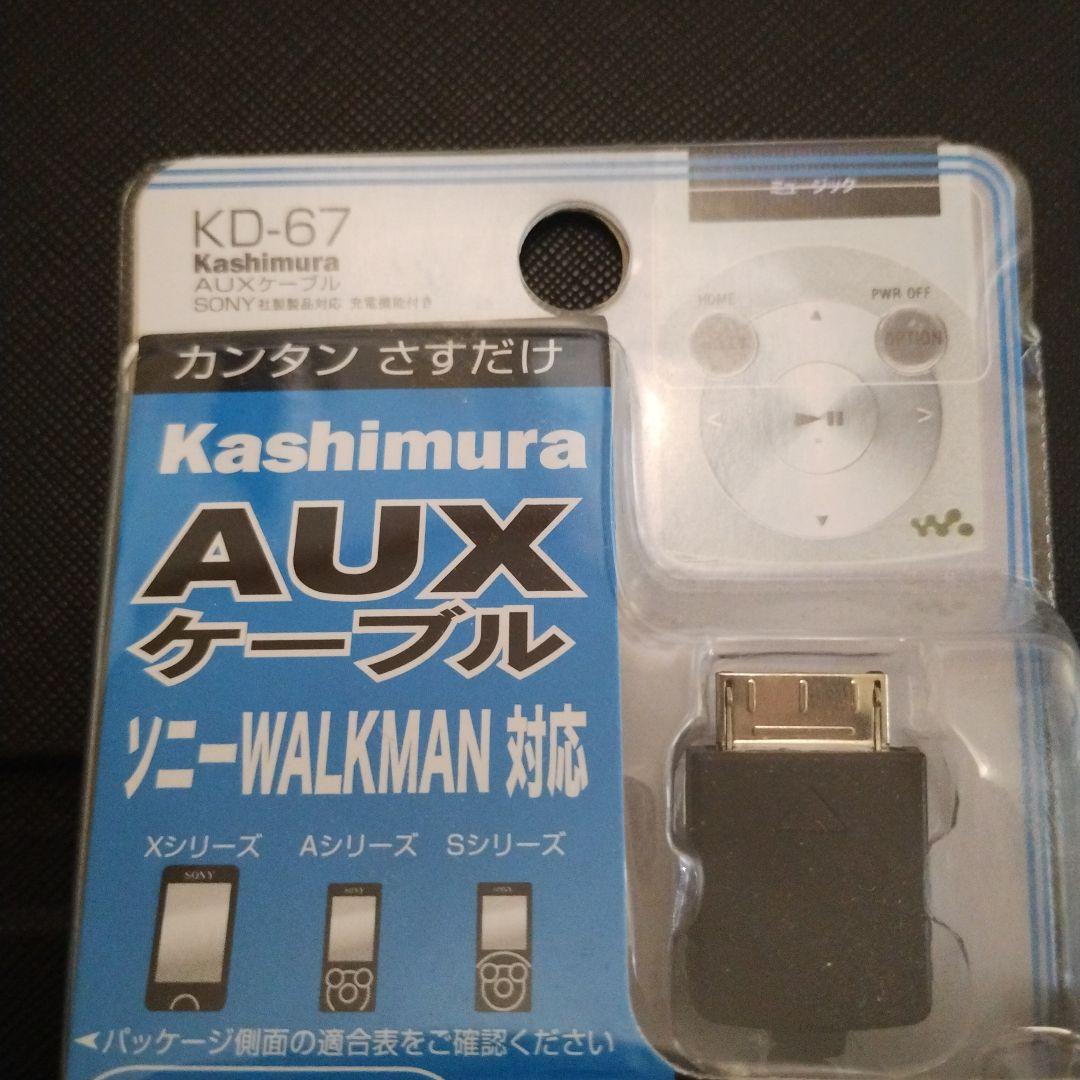 KD-67
Kashimura
AUXケーブル
SONY社製製品対応 充電機能付き
ミュージック
HOME
PWR OFF
OPTION
カンタン さすだけ
Kashimura
AUX
ケーブル
ソニーWALKMAN 対応
Xシリーズ Aシリーズ Sシリーズ
SONY SONY SONY
◄パッケージ側面の適合表をご確認ください